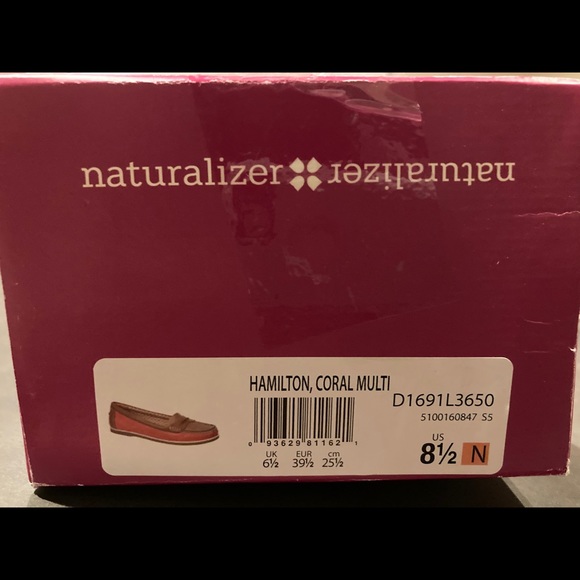 naturalizer naturalizer
HAMILTON, CORAL MULTI
D1691L3650
5100160847 S5
0 93629 81162 1
UK EUR cm
6½ 39½ 25½
US
8½ N